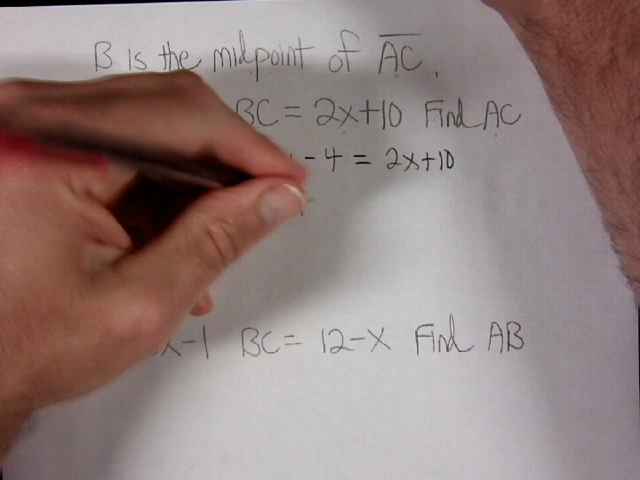 B is the midpoint of AC.
BC = 2x+10 Find AC
- 4 = 2x+10
x-1 BC = 12-x Find AB